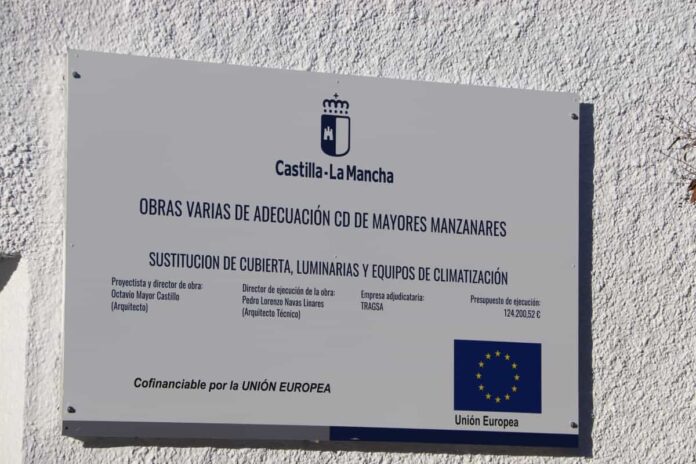 Castilla-La Mancha
OBRAS VARIAS DE ADECUACIÓN CD DE MAYORES MANZANARES
SUSTITUCION DE CUBIERTA, LUMINARIAS Y EQUIPOS DE CLIMATIZACIÓN
Proyectista y director de obra:
Octavio Mayor Castillo
(Arquitecto)
Director de ejecución de la obra:
Pedro Lorenzo Navas Linares
(Arquitecto Técnico)
Empresa adjudicataria:
TRAGSA
Presupuesto de ejecución:
124.200,52 €
Cofinanciable por la UNIÓN EUROPEA
Unión Europea